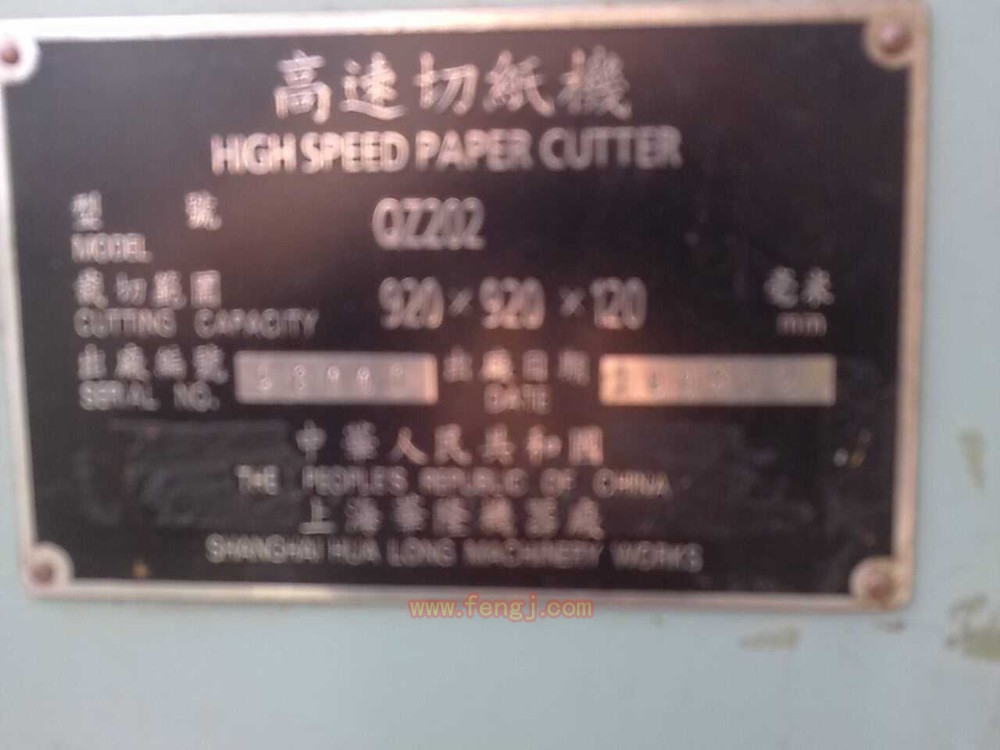 高速切紙機
HIGH SPEED PAPER CUTTER
型 號 QZ202
MODEL
裁切範圍 920×920×120 毫米
CUTTING CAPACITY mm
出廠編號 出廠日期
SERIAL NO. DATE
中華人民共和國
THE PEOPLE'S REPUBLIC OF CHINA
上海華隆機器廠
SHANGHAI HUA LONG MACHINERY WORKS
www.fengj.com